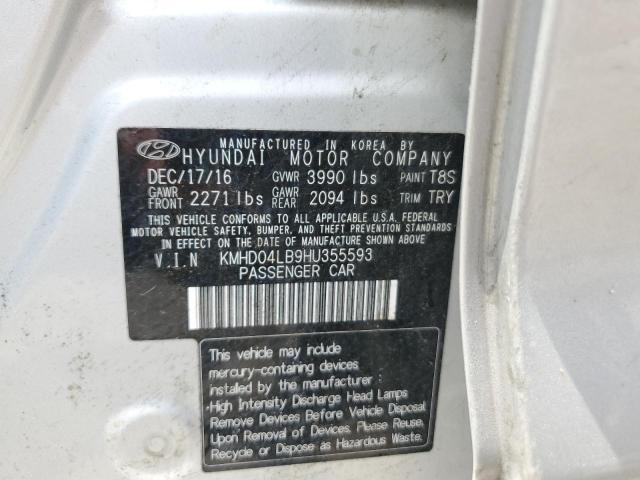 MANUFACTURED IN KOREA BY
HYUNDAI MOTOR COMPANY
DEC/17/16 GVWR 3990 lbs PAINT T8S
GAWR FRONT 2271 lbs GAWR REAR 2094 lbs TRIM TRY
THIS VEHICLE CONFORMS TO ALL APPLICABLE U.S.A. FEDERAL
MOTOR VEHICLE SAFETY, BUMPER, AND THEFT PREVENTION
STANDARDS IN EFFECT ON THE DATE OF
MANUFACTURE SHOWN ABOVE.
V.I.N KMHD04LB9HU355593
PASSENGER CAR
This vehicle may include
mercury-containing devices
installed by the manufacturer :
High Intensity Discharge Head Lamps
Remove Devices Before Vehicle Disposal
Upon Removal of Devices, Please Reuse,
Recycle or Dispose as Hazardous Waste.